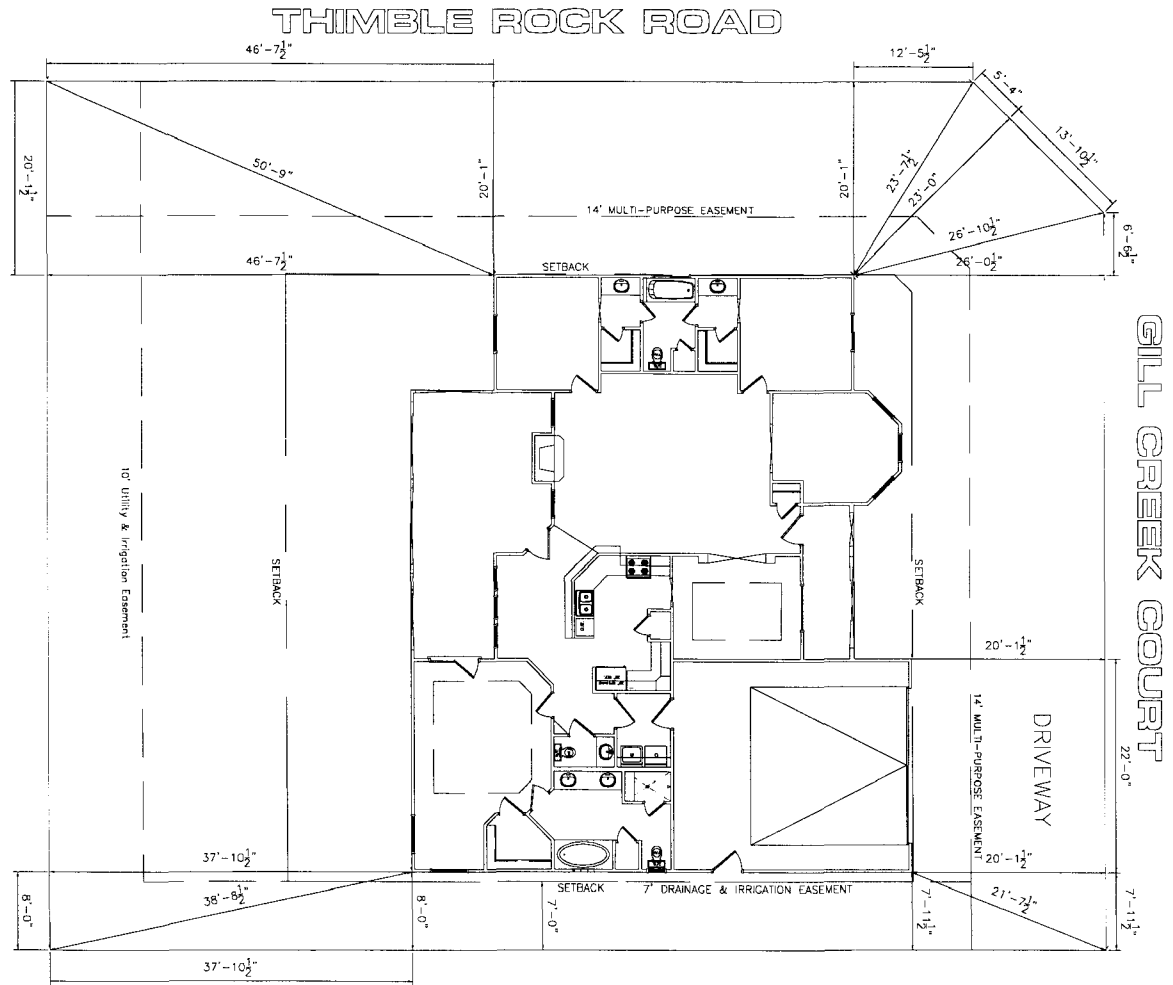 THIMBLE ROCK ROAD
46'-7½"
12'-5½"
5'-4"
13'-10½"
20'-1½"
50'-9"
20'-1"
20'-1"
23'-7½"
23'-0"
14' MULTI-PURPOSE EASEMENT
26'-10½"
6'-6½"
46'-7½"
SETBACK
26'-0½"
GILL CREEK COURT
10' Utility & Irrigation Easement
SETBACK
SETBACK
20'-1½"
14' MULTI-PURPOSE EASEMENT
DRIVEWAY
22'-0"
37'-10½"
20'-1½"
SETBACK
7' DRAINAGE & IRRIGATION EASEMENT
8'-0"
38'-8½"
8'-0"
7'-0"
7'-11½"
21'-7½"
7'-11½"
37'-10½"